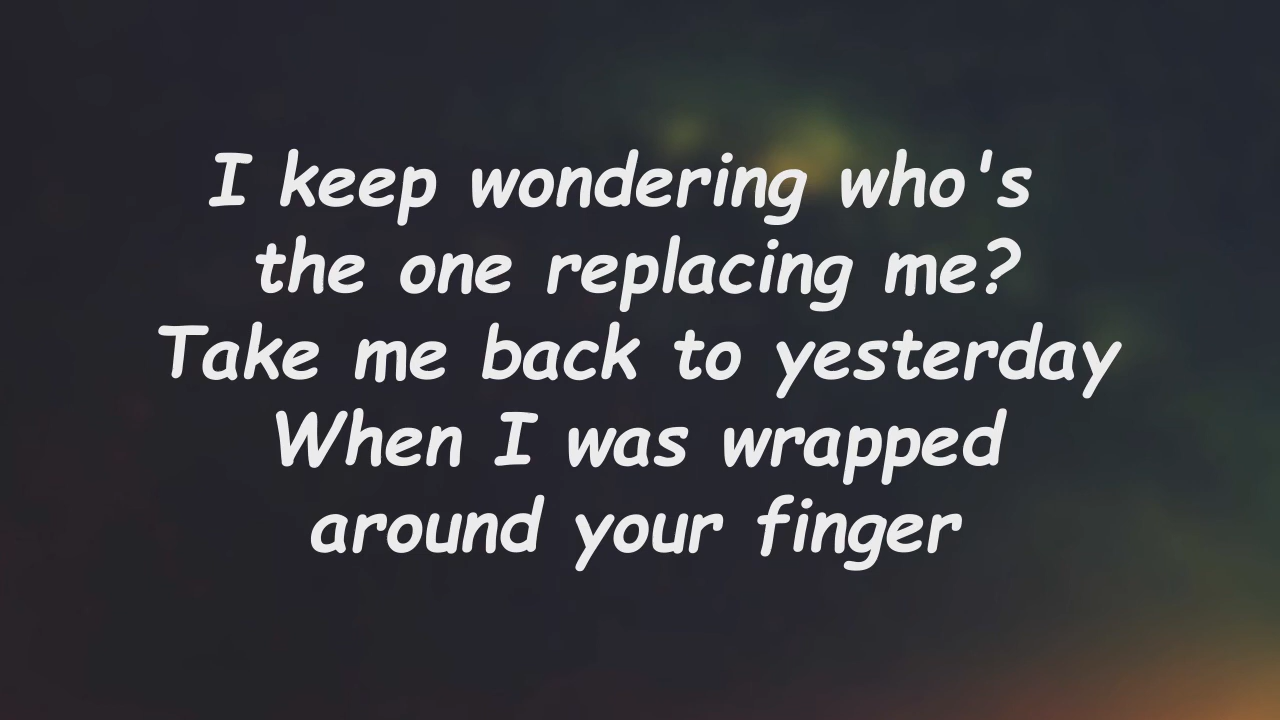 I keep wondering who's
the one replacing me?
Take me back to yesterday
When I was wrapped
around your finger